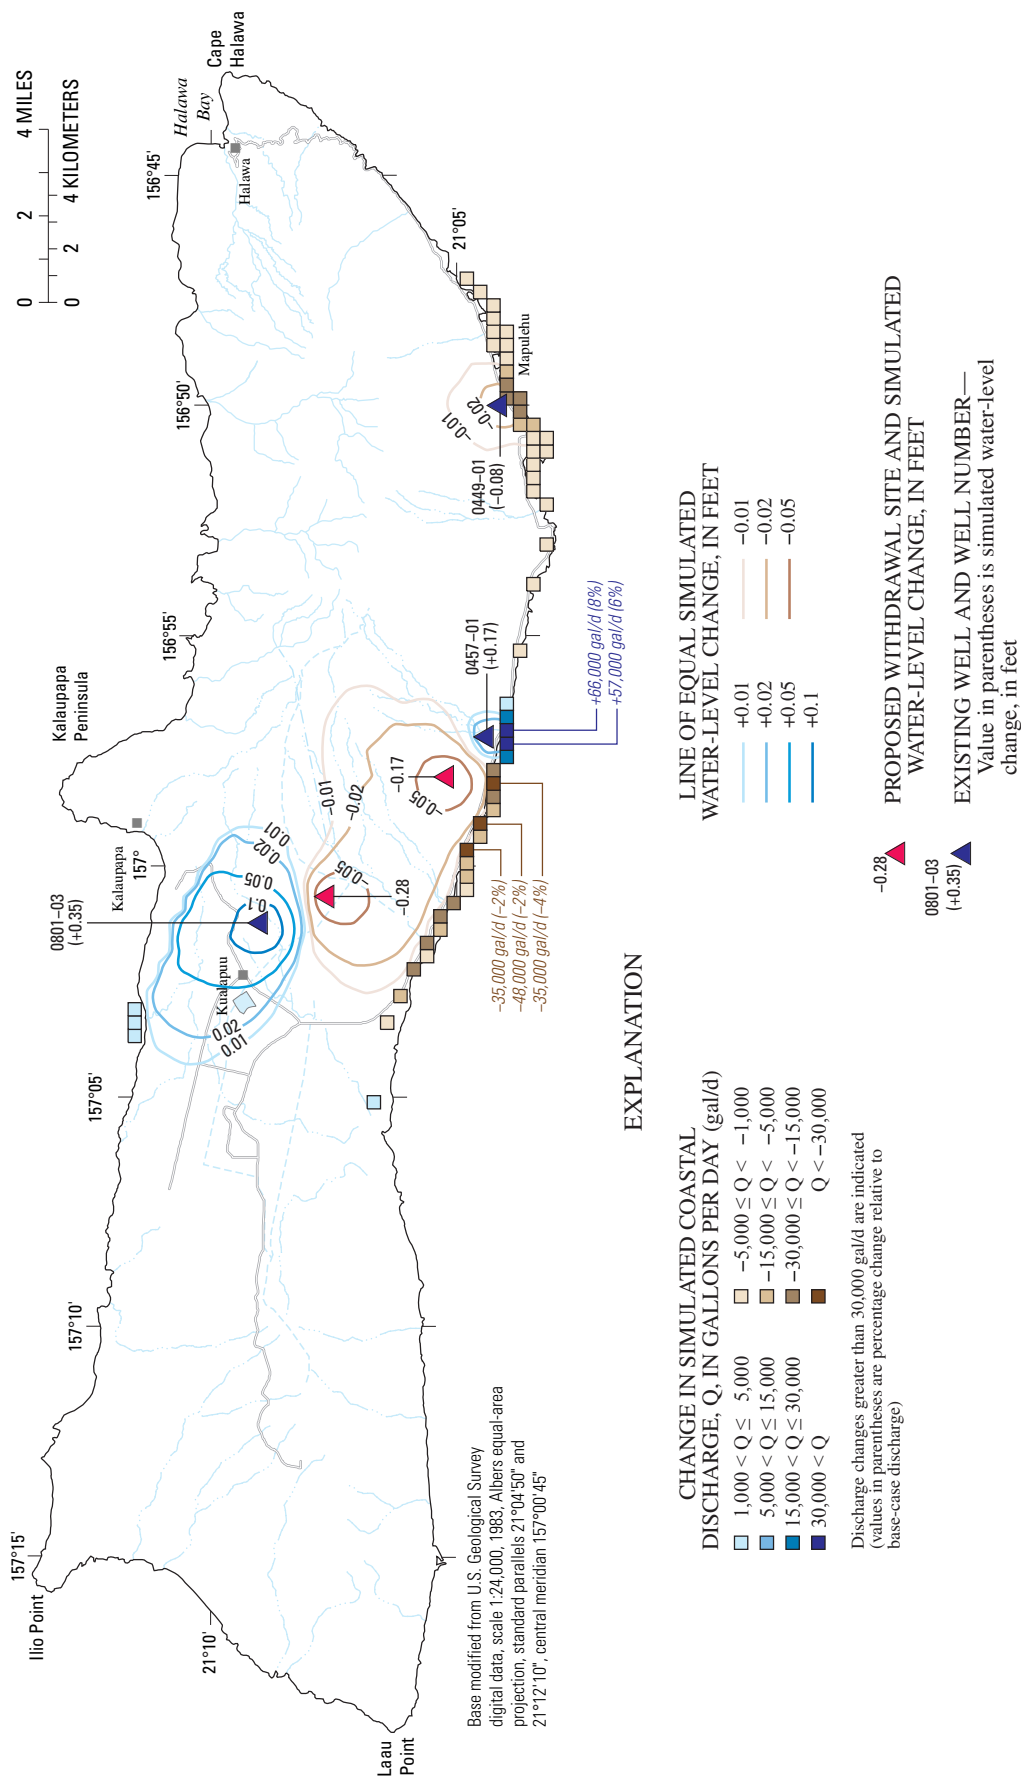 0 2 4 MILES
0 2 4 KILOMETERS
Ilio Point
157°15'
157°10'
157°05'
157°
156°55'
156°50'
156°45'
Kalaupapa
Peninsula
Kalaupapa
Halawa
Bay
Cape
Halawa
Halawa
0801–03
(+0.35)
0.01
0.02
0.05
0.1
Kualapuu
0.02
0.01
21°10'
Laau
Point
−0.01
−0.02
−0.05
−0.28
−0.17
−0.05
0457–01
(+0.17)
0449–01
(−0.08)
−0.01
−0.02
Mapulehu
21°05'
+66,000 gal/d (8%)
+57,000 gal/d (6%)
−35,000 gal/d (−2%)
−48,000 gal/d (−2%)
−35,000 gal/d (−4%)
Base modified from U.S. Geological Survey
digital data, scale 1:24,000, 1983, Albers equal-area
projection, standard parallels 21°04'50" and
21°12'10", central meridian 157°00'45"
EXPLANATION
CHANGE IN SIMULATED COASTAL
DISCHARGE, Q, IN GALLONS PER DAY (gal/d)
1,000 < Q ≤ 5,000
5,000 < Q ≤ 15,000
15,000 < Q ≤ 30,000
30,000 < Q
−5,000 ≤ Q < −1,000
−15,000 ≤ Q < −5,000
−30,000 ≤ Q < −15,000
Q < −30,000
Discharge changes greater than 30,000 gal/d are indicated
(values in parentheses are percentage change relative to
base-case discharge)
LINE OF EQUAL SIMULATED
WATER-LEVEL CHANGE, IN FEET
+0.01
+0.02
+0.05
+0.1
−0.01
−0.02
−0.05
−0.28
PROPOSED WITHDRAWAL SITE AND SIMULATED
WATER-LEVEL CHANGE, IN FEET
0801–03
(+0.35)
EXISTING WELL AND WELL NUMBER—
Value in parentheses is simulated water-level
change, in feet